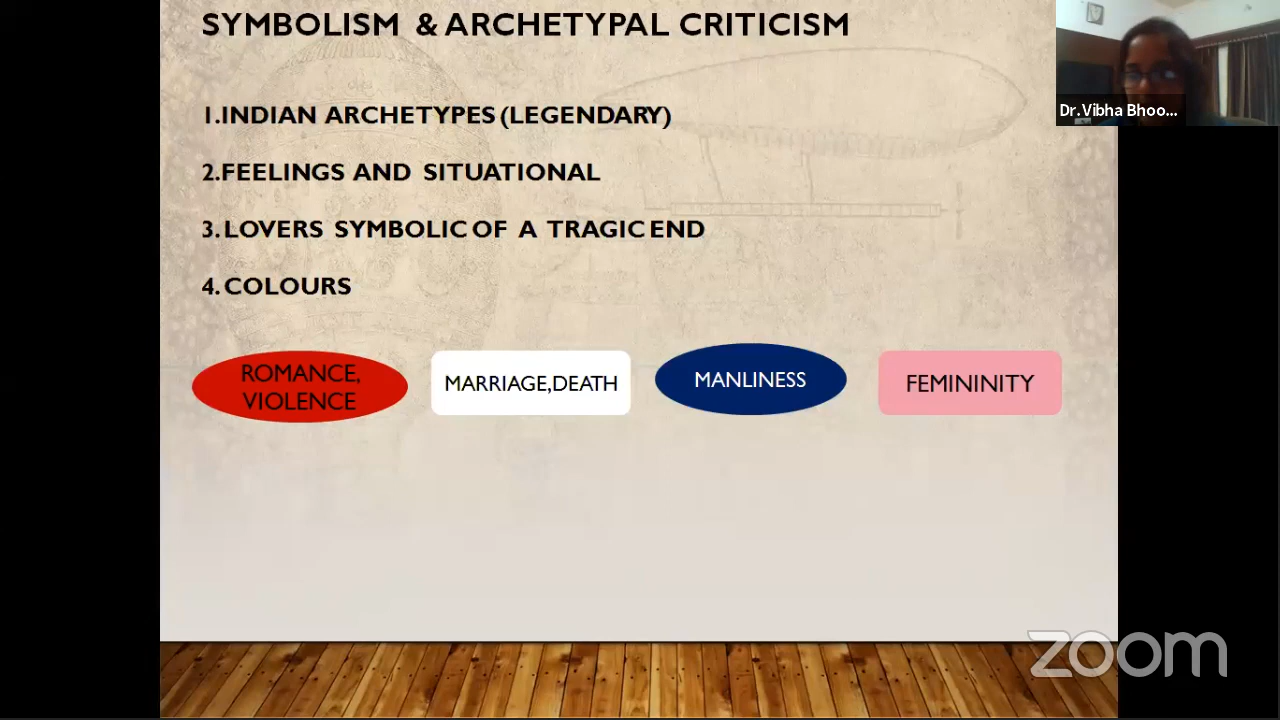 SYMBOLISM & ARCHETYPAL CRITICISM
1.INDIAN ARCHETYPES (LEGENDARY)
2.FEELINGS AND SITUATIONAL
3. LOVERS SYMBOLIC OF A TRAGIC END
4. COLOURS
ROMANCE,
VIOLENCE
MARRIAGE,DEATH
MANLINESS
FEMININITY
Dr.Vibha Bhoo...
zoom